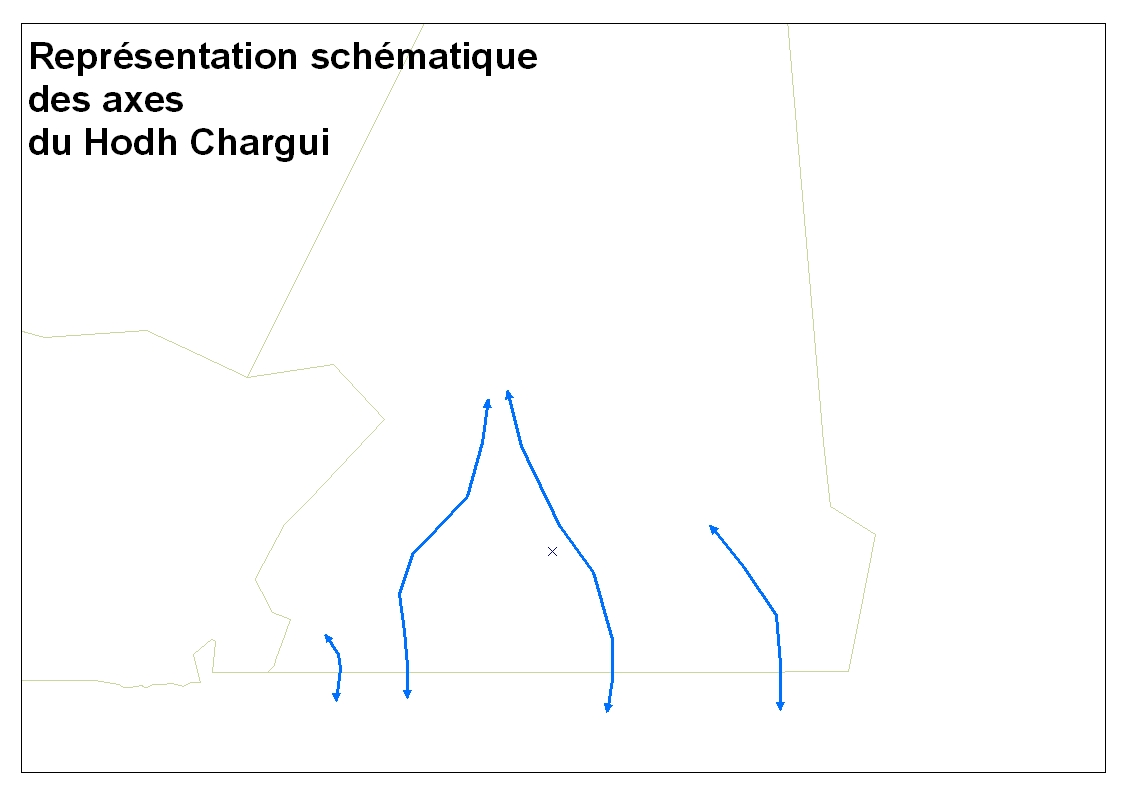 Représentation schématique
des axes
du Hodh Chargui